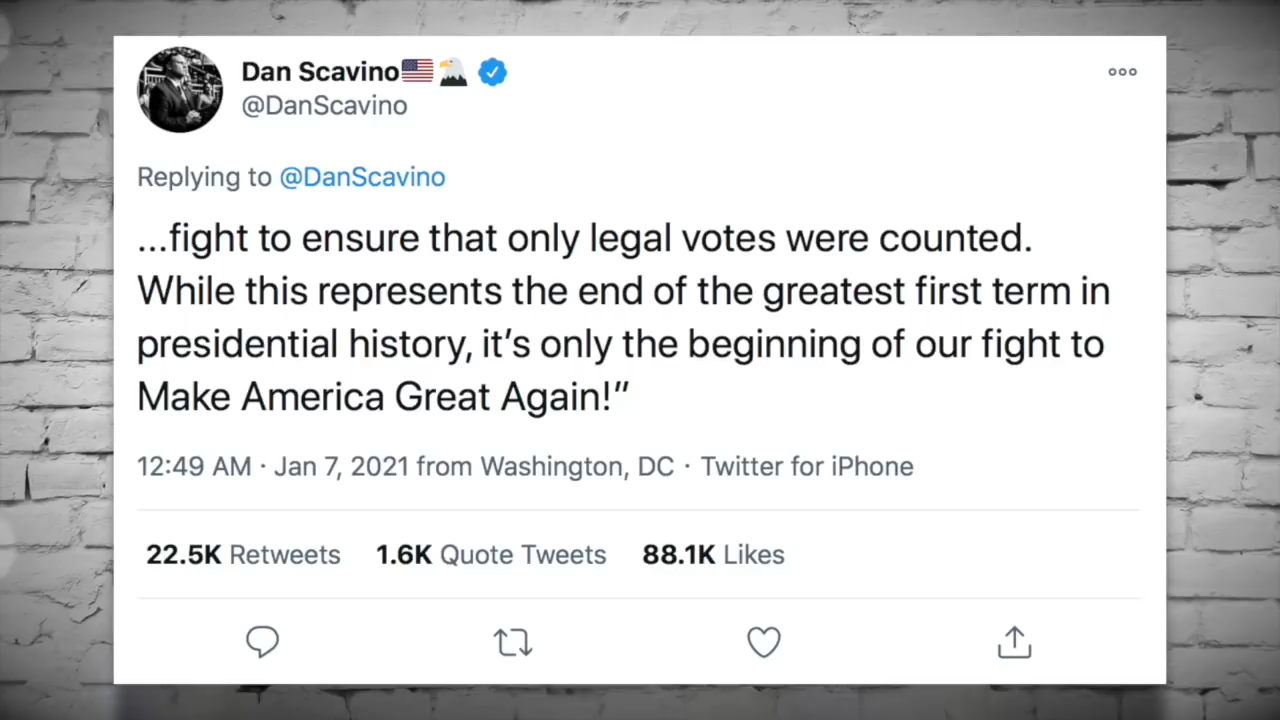 Dan Scavino🇺🇸🦅
@DanScavino
Replying to @DanScavino
...fight to ensure that only legal votes were counted.
While this represents the end of the greatest first term in
presidential history, it’s only the beginning of our fight to
Make America Great Again!”
12:49 AM · Jan 7, 2021 from Washington, DC · Twitter for iPhone
22.5K Retweets 1.6K Quote Tweets 88.1K Likes